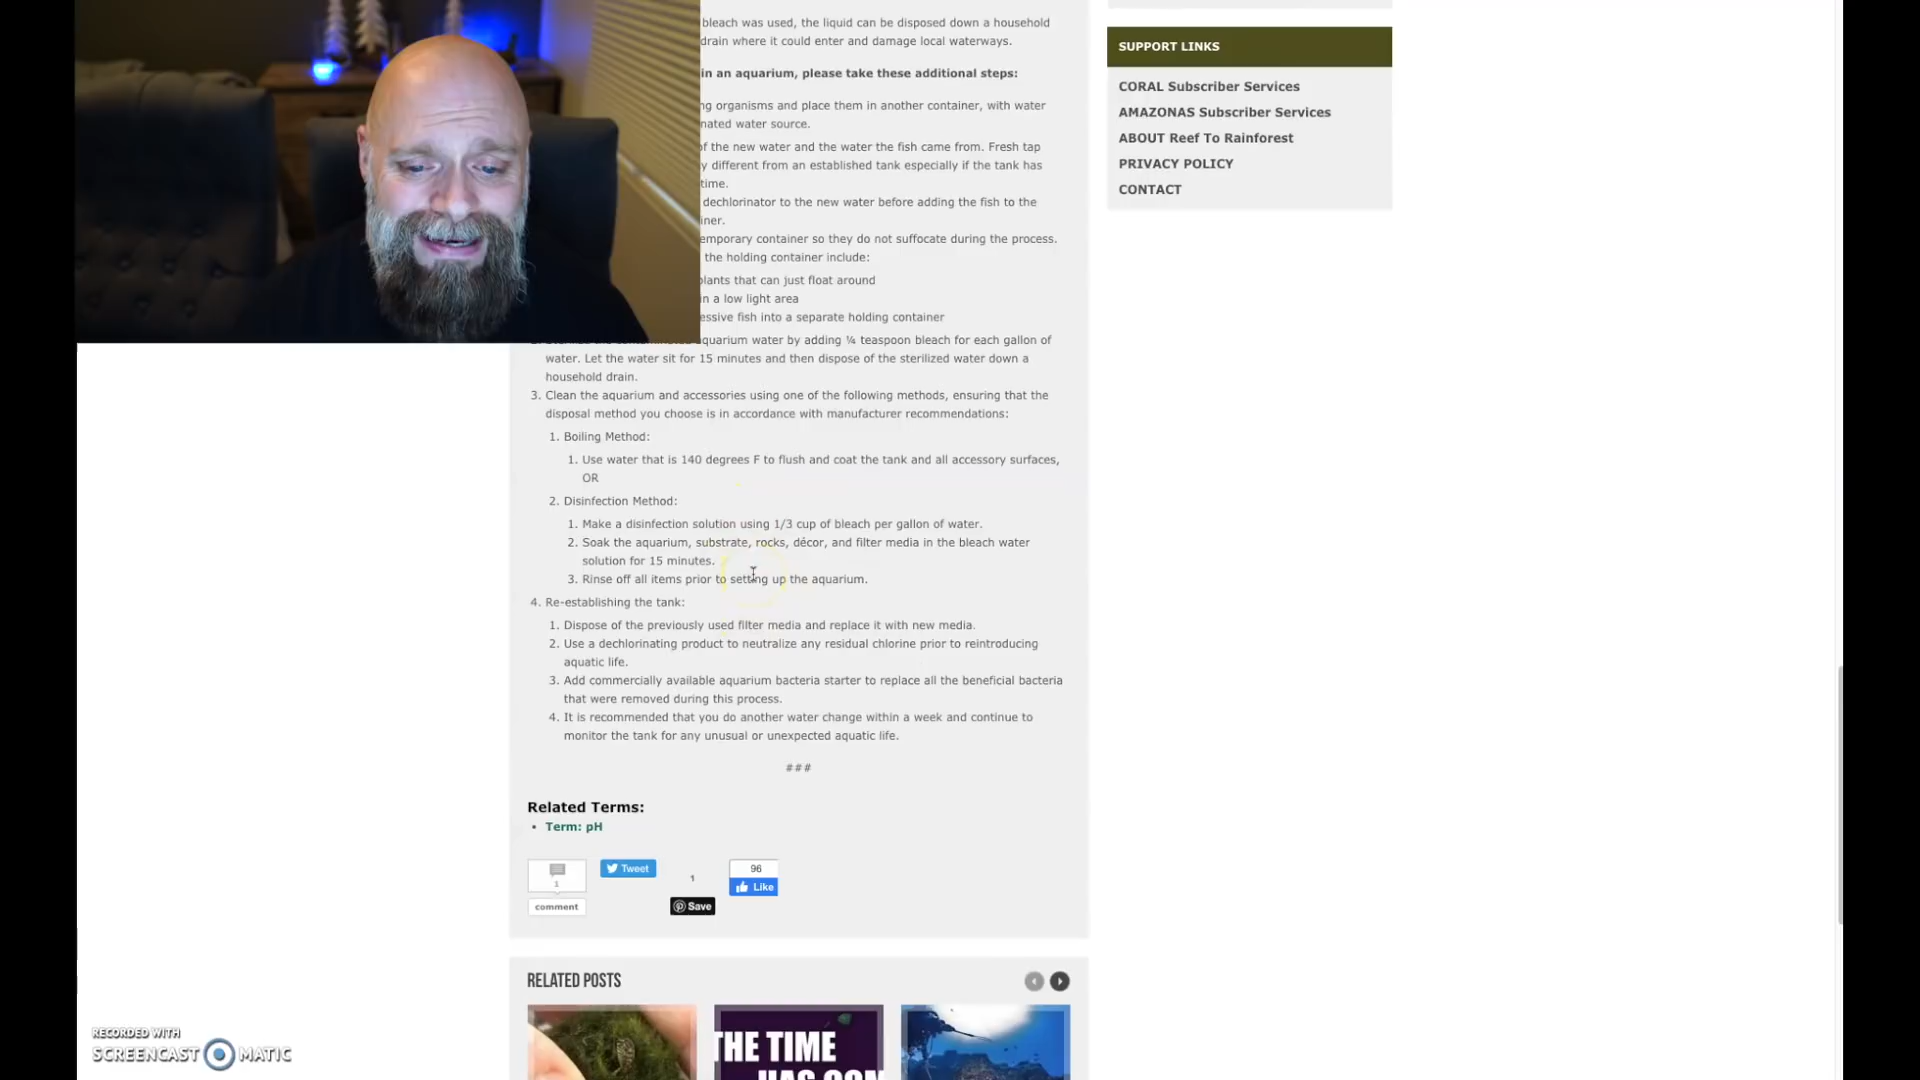 bleach was used, the liquid can be disposed down a household
drain where it could enter and damage local waterways.
in an aquarium, please take these additional steps:
ng organisms and place them in another container, with water
nated water source.
of the new water and the water the fish came from. Fresh tap
y different from an established tank especially if the tank has
time.
dechlorinator to the new water before adding the fish to the
iner.
emporary container so they do not suffocate during the process.
the holding container include:
plants that can just float around
in a low light area
essive fish into a separate holding container
quarium water by adding ¼ teaspoon bleach for each gallon of
water. Let the water sit for 15 minutes and then dispose of the sterilized water down a
household drain.
3. Clean the aquarium and accessories using one of the following methods, ensuring that the
disposal method you choose is in accordance with manufacturer recommendations:
1. Boiling Method:
1. Use water that is 140 degrees F to flush and coat the tank and all accessory surfaces,
OR
2. Disinfection Method:
1. Make a disinfection solution using 1/3 cup of bleach per gallon of water.
2. Soak the aquarium, substrate, rocks, décor, and filter media in the bleach water
solution for 15 minutes.
3. Rinse off all items prior to setting up the aquarium.
4. Re-establishing the tank:
1. Dispose of the previously used filter media and replace it with new media.
2. Use a dechlorinating product to neutralize any residual chlorine prior to reintroducing
aquatic life.
3. Add commercially available aquarium bacteria starter to replace all the beneficial bacteria
that were removed during this process.
4. It is recommended that you do another water change within a week and continue to
monitor the tank for any unusual or unexpected aquatic life.
###
Related Terms:
• Term: pH
1
comment
Tweet
1
Save
96
Like
RELATED POSTS
THE TIME
HAS CON
SUPPORT LINKS
CORAL Subscriber Services
AMAZONAS Subscriber Services
ABOUT Reef To Rainforest
PRIVACY POLICY
CONTACT
RECORDED WITH
SCREENCAST MATIC